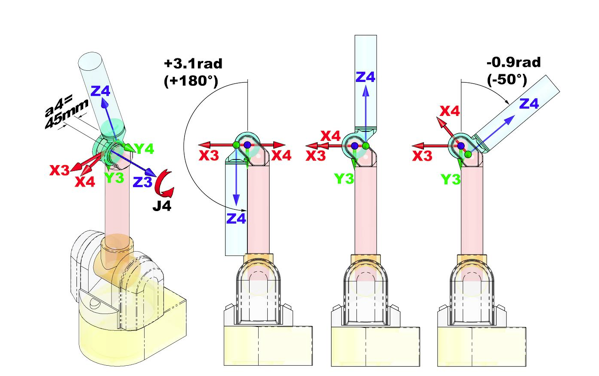 a4=
45mm
Z4
Y4
X3
X4
Y3
Z3
J4
+3.1rad
(+180°)
X3
X4
Z4
Z4
X4
X3
Y3
-0.9rad
(-50°)
X4
Z4
X3
Y3